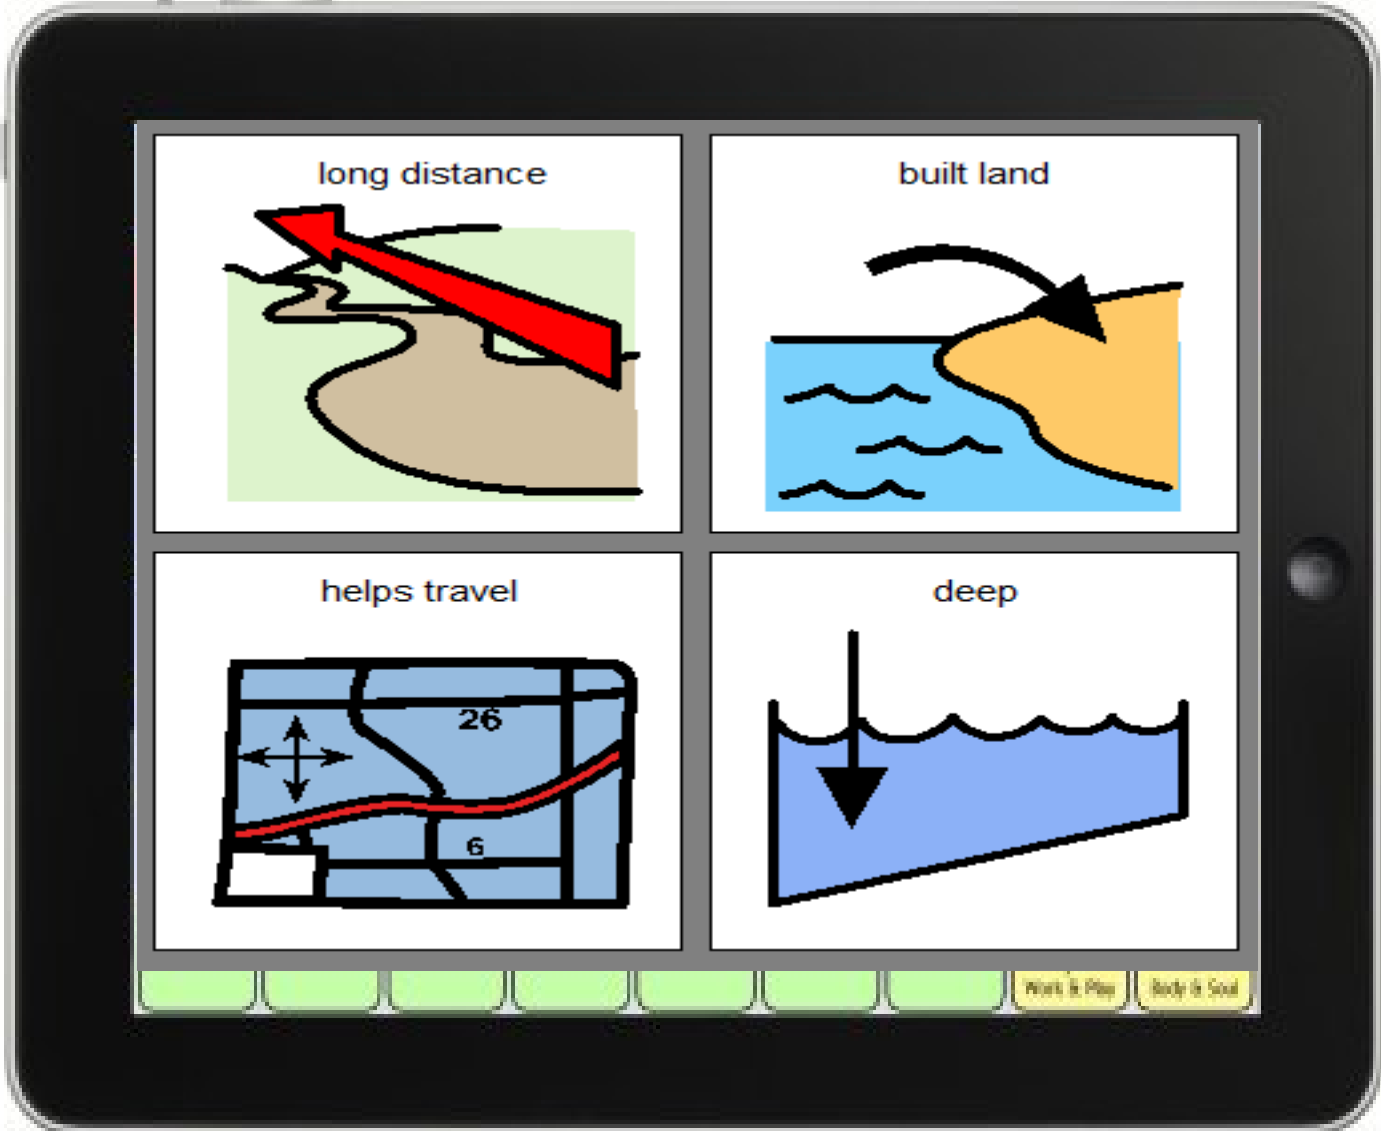 long distance
built land
helps travel
26
6
deep
Work & Play
Body & Soul